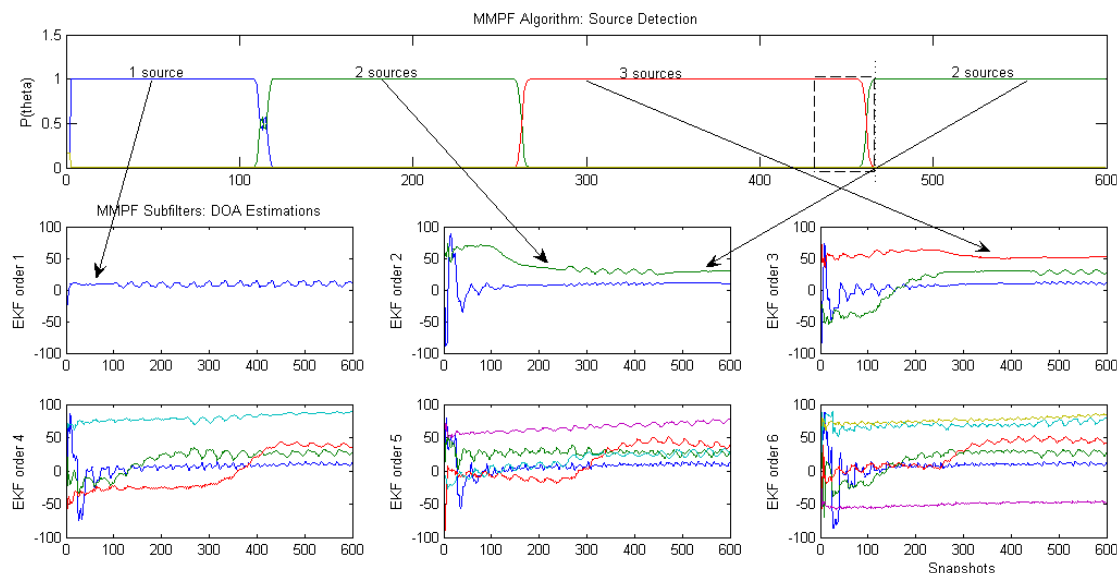 MMPF Algorithm: Source Detection
1.5
1
0.5
0
P(theta)
1 source
2 sources
3 sources
2 sources
0 100 200 300 400 500 600
MMPF Subfilters: DOA Estimations
EKF order 1
100
50
0
-50
-100
0 100 200 300 400 500 600
EKF order 2
100
50
0
-50
-100
0 100 200 300 400 500 600
EKF order 3
100
50
0
-50
-100
0 100 200 300 400 500 600
EKF order 4
100
50
0
-50
-100
0 100 200 300 400 500 600
EKF order 5
100
50
0
-50
-100
0 100 200 300 400 500 600
EKF order 6
100
50
0
-50
-100
0 100 200 300 400 500 600
Snapshots